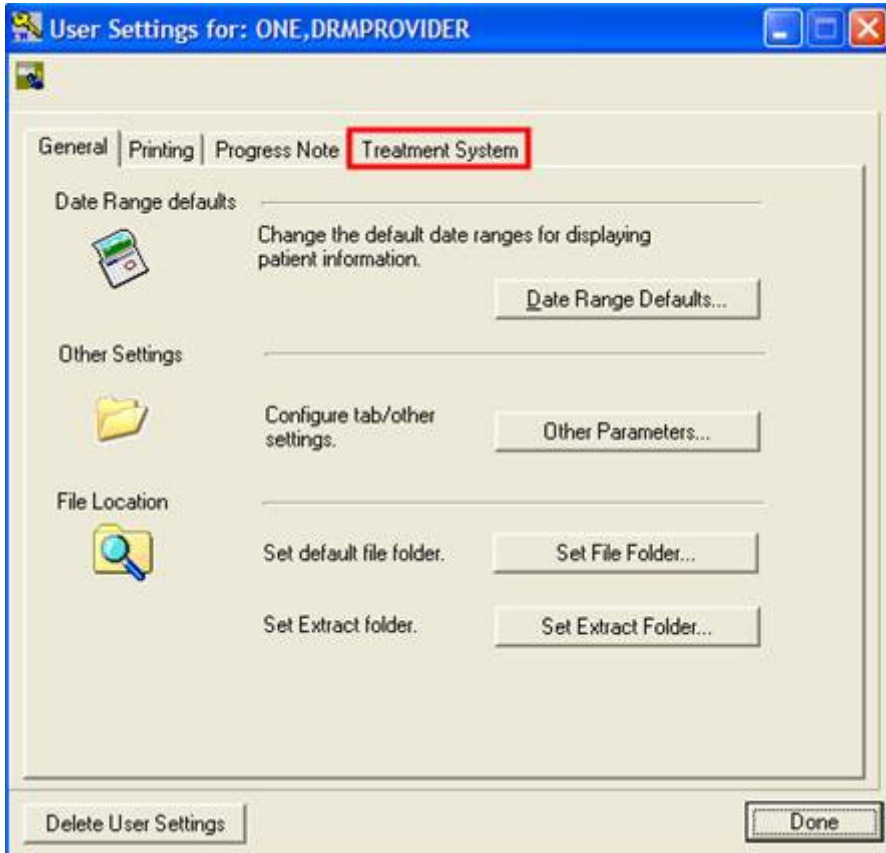 User Settings for: ONE,DRMPROVIDER
General Printing Progress Note Treatment System
Date Range defaults
Change the default date ranges for displaying
patient information.
Date Range Defaults...
Other Settings
Configure tab/other
settings.
Other Parameters...
File Location
Set default file folder.
Set File Folder...
Set Extract folder.
Set Extract Folder...
Delete User Settings
Done